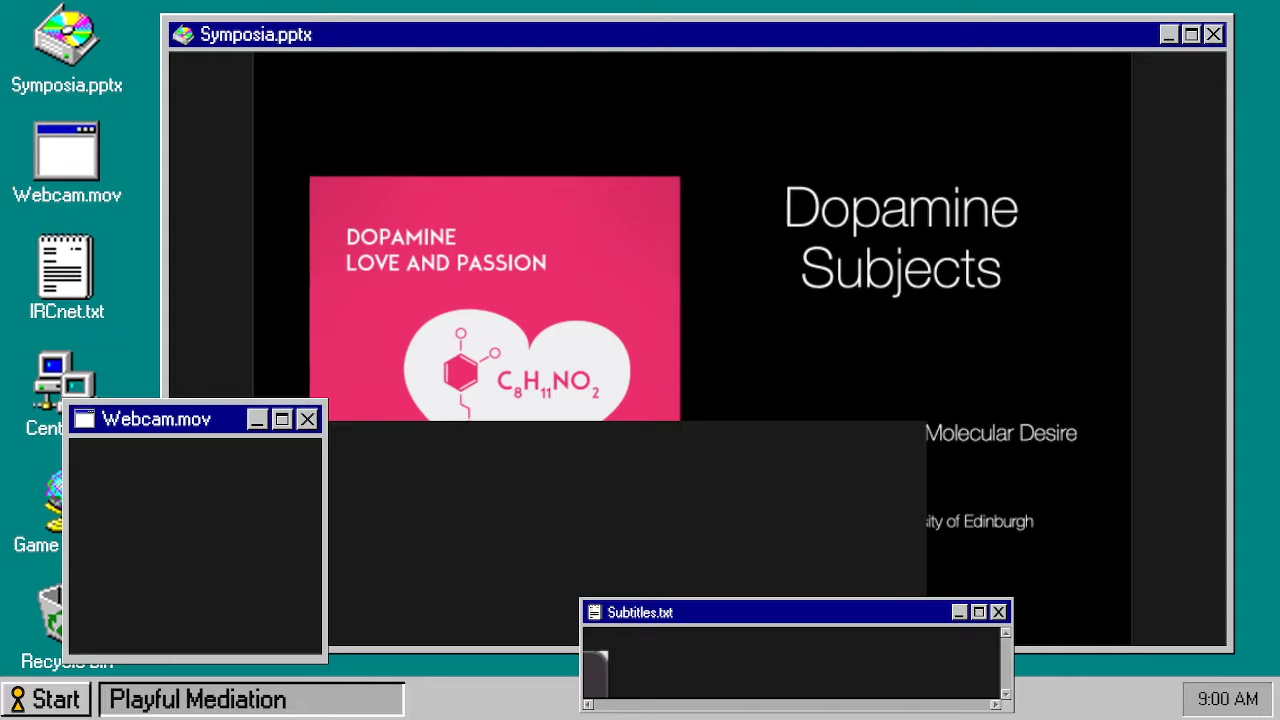 Symposia.pptx
Symposia.pptx
Webcam.mov
IRCnet.txt
DOPAMINE
LOVE AND PASSION
C8H11NO2
Dopamine
Subjects
Molecular Desire
of Edinburgh
Webcam.mov
Game
Subtitles.txt
Start
Playful Mediation
9:00 AM